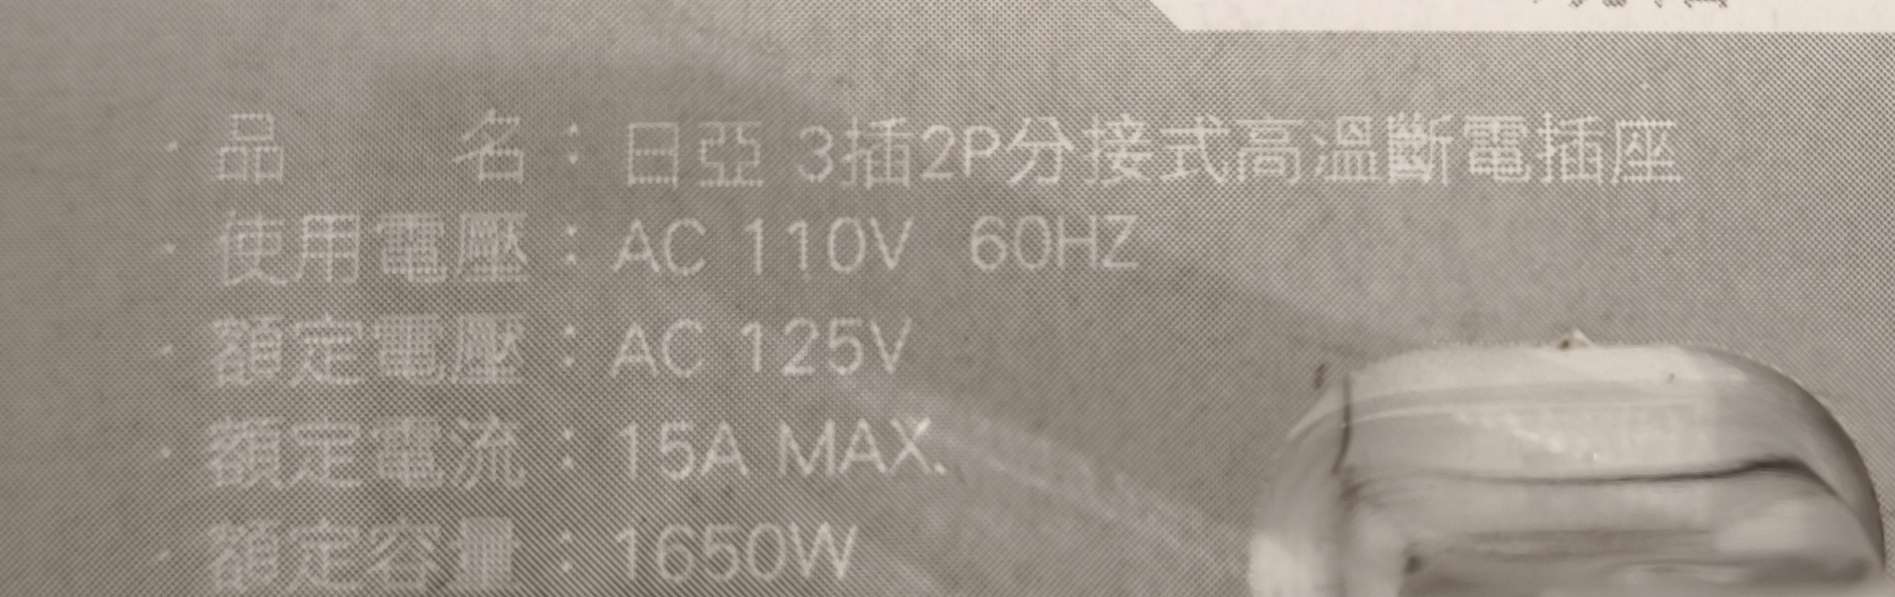 · 品　　名：日亞 3插2P分接式高溫斷電插座
· 使用電壓：AC 110V 60HZ
· 額定電壓：AC 125V
· 額定電流：15A MAX.
· 額定容量：1650W